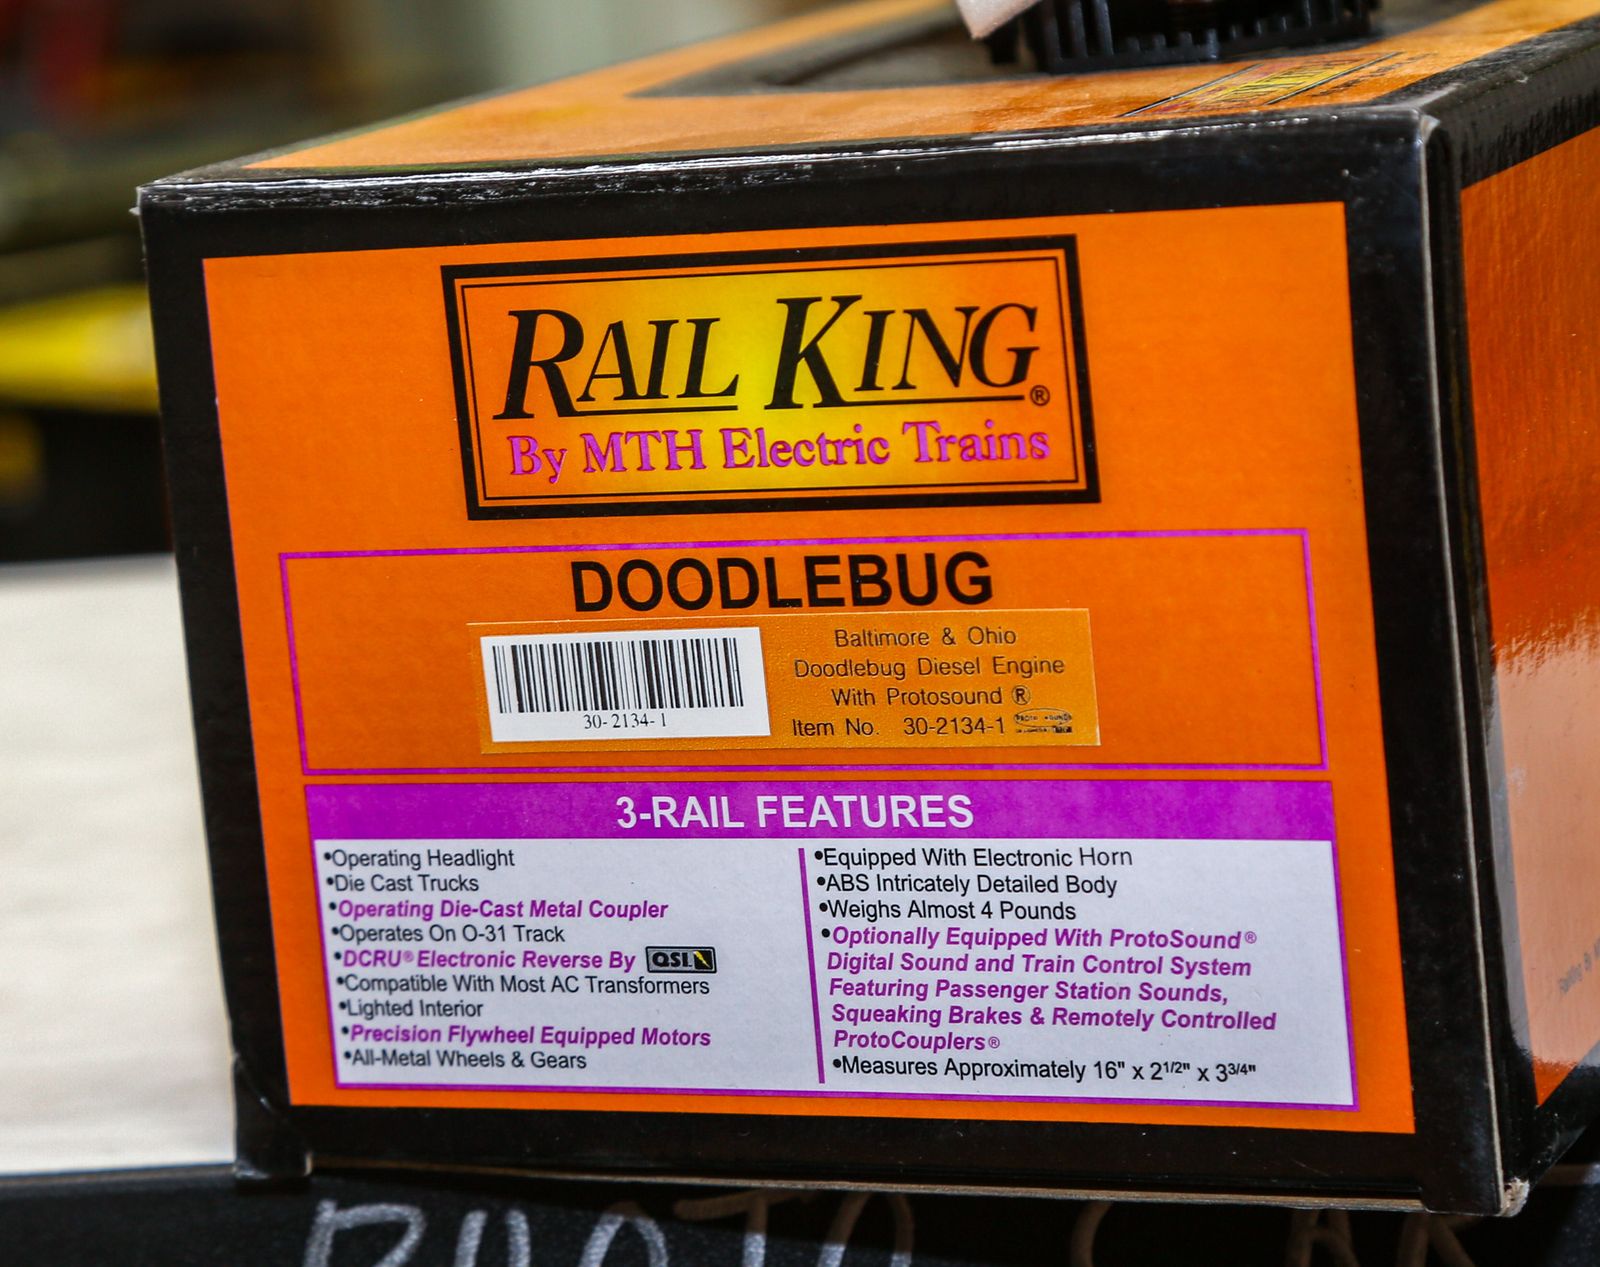 RAIL KING®
By MTH Electric Trains
DOODLEBUG
30-2134-1
Baltimore & Ohio
Doodlebug Diesel Engine
With Protosound ®
Item No. 30-2134-1
3-RAIL FEATURES
•Operating Headlight
•Die Cast Trucks
•Operating Die-Cast Metal Coupler
•Operates On O-31 Track
•DCRU® Electronic Reverse By QSI
•Compatible With Most AC Transformers
•Lighted Interior
•Precision Flywheel Equipped Motors
•All-Metal Wheels & Gears
•Equipped With Electronic Horn
•ABS Intricately Detailed Body
•Weighs Almost 4 Pounds
•Optionally Equipped With ProtoSound®
Digital Sound and Train Control System
Featuring Passenger Station Sounds,
Squeaking Brakes & Remotely Controlled
ProtoCouplers®
•Measures Approximately 16" x 2 1/2" x 3 3/4"